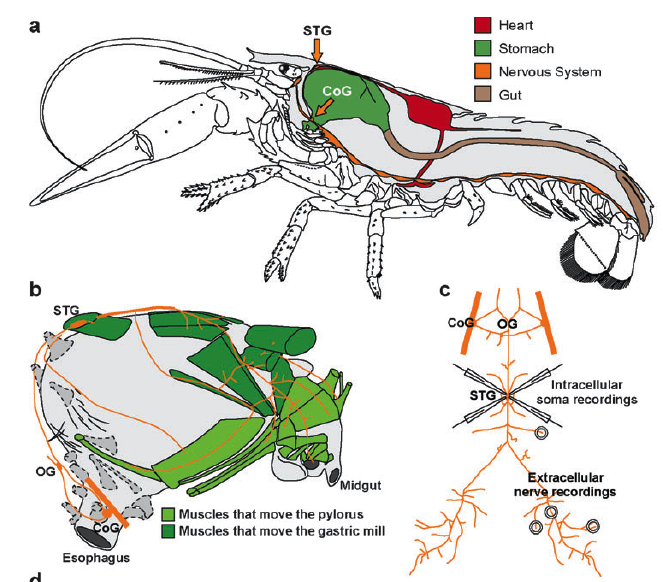 a
STG
CoG
Heart
Stomach
Nervous System
Gut
b
STG
OG
CoG
Esophagus
Midgut
Muscles that move the pylorus
Muscles that move the gastric mill
c
CoG
OG
STG
Intracellular
soma recordings
Extracellular
nerve recordings
d